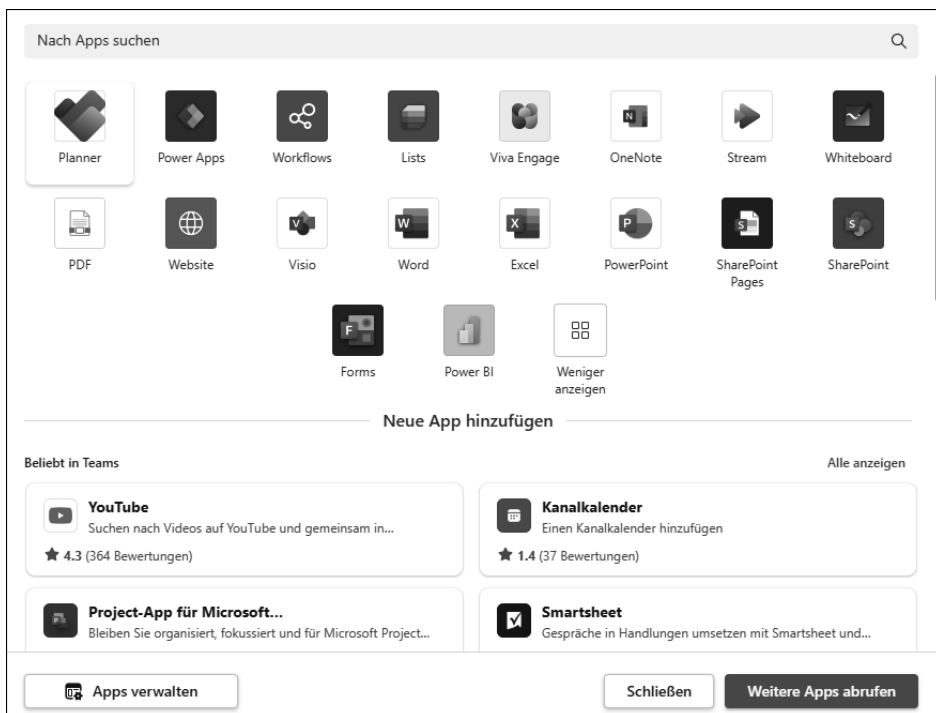 Nach Apps suchen
Planner Power Apps Workflows Lists Viva Engage OneNote Stream Whiteboard
PDF Website Visio Word Excel PowerPoint SharePoint Pages SharePoint
Forms Power BI Weniger anzeigen
Neue App hinzufügen
Beliebt in Teams Alle anzeigen
YouTube
Suchen nach Videos auf YouTube und gemeinsam in...
4.3 (364 Bewertungen)
Kanalkalender
Einen Kanalkalender hinzufügen
1.4 (37 Bewertungen)
Project-App für Microsoft...
Bleiben Sie organisiert, fokussiert und für Microsoft Project...
Smartsheet
Gespräche in Handlungen umsetzen mit Smartsheet und...
Apps verwalten Schließen Weitere Apps abrufen